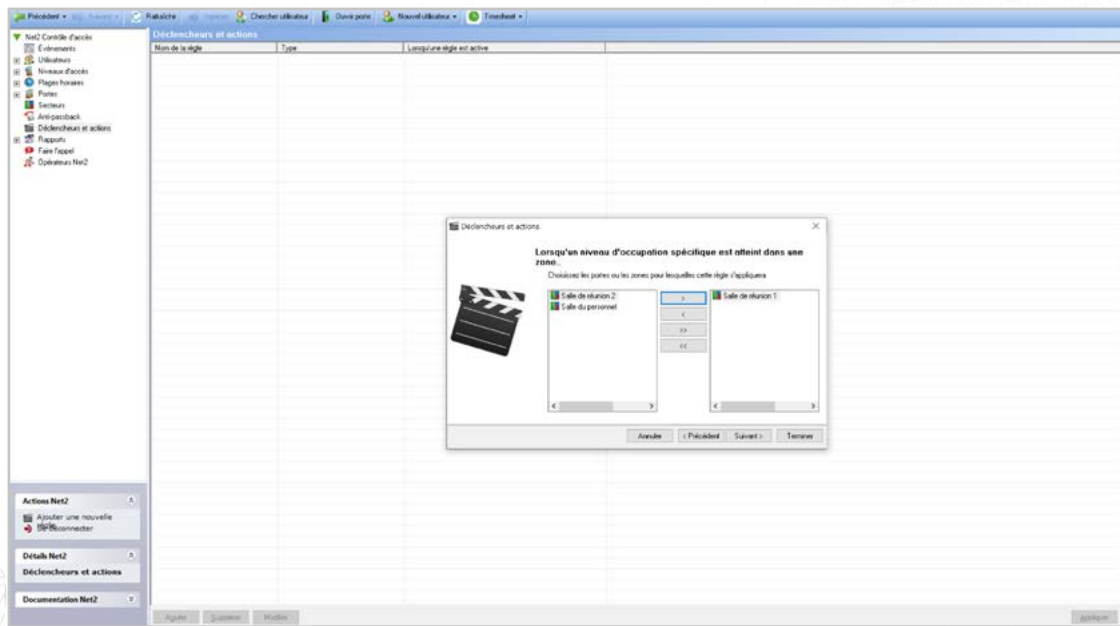 Précédent Suivant Rafraîchir Imprimer Chercher utilisateur Ouvrir porte Nouvel utilisateur Timesheet
Net2 Contrôle d'accès
Evénements
Utilisateurs
Niveaux d'accès
Plages horaires
Portes
Secteurs
Anti-passback
Déclencheurs et actions
Rapports
Faire l'appel
Opérateurs Net2
Déclencheurs et actions
Nom de la règle Type Lorsqu'une règle est active
Déclencheurs et actions
Lorsqu'un niveau d'occupation spécifique est atteint dans une
zone..
Choisissez les portes ou les zones pour lesquelles cette règle s'appliquera
Salle de réunion 2
Salle du personnel
>
<
>>
<<
Salle de réunion 1
Annuler < Précédent Suivant > Terminer
Actions Net2
Ajouter une nouvelle
règle
Se déconnecter
Détails Net2
Déclencheurs et actions
Documentation Net2
Ajouter Supprimer Modifier Appliquer